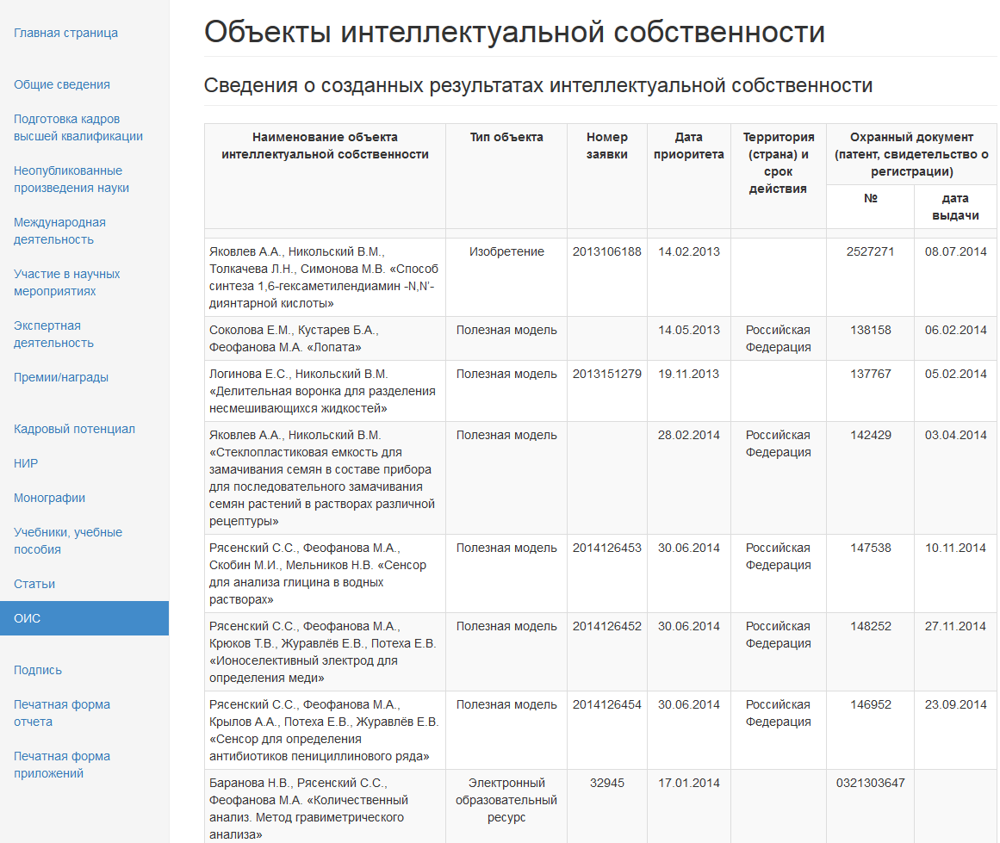 Главная страница
Общие сведения
Подготовка кадров
высшей квалификации
Неопубликованные
произведения науки
Международная
деятельность
Участие в научных
мероприятиях
Экспертная
деятельность
Премии/награды
Кадровый потенциал
НИР
Монографии
Учебники, учебные
пособия
Статьи
ОИС
Подпись
Печатная форма
отчета
Печатная форма
приложений
Объекты интеллектуальной собственности
Сведения о созданных результатах интеллектуальной собственности
Наименование объекта
интеллектуальной собственности
Тип объекта
Номер
заявки
Дата
приоритета
Территория
(страна) и
срок
действия
Охранный документ
(патент, свидетельство о
регистрации)
№
дата
выдачи
Яковлев А.А., Никольский В.М.,
Толкачева Л.Н., Симонова М.В. «Способ
синтеза 1,6-гексаметилендиамин -N,N’-
диянтарной кислоты»
Изобретение
2013106188
14.02.2013
2527271
08.07.2014
Соколова Е.М., Кустарев Б.А.,
Феофанова М.А. «Лопата»
Полезная модель
14.05.2013
Российская
Федерация
138158
06.02.2014
Логинова Е.С., Никольский В.М.
«Делительная воронка для разделения
несмешивающихся жидкостей»
Полезная модель
2013151279
19.11.2013
137767
05.02.2014
Яковлев А.А., Никольский В.М.
«Стеклопластиковая емкость для
замачивания семян в составе прибора
для последовательного замачивания
семян растений в растворах различной
рецептуры»
Полезная модель
28.02.2014
Российская
Федерация
142429
03.04.2014
Рясенский С.С., Феофанова М.А.,
Скобин М.И., Мельников Н.В. «Сенсор
для анализа глицина в водных
растворах»
Полезная модель
2014126453
30.06.2014
Российская
Федерация
147538
10.11.2014
Рясенский С.С., Феофанова М.А.,
Крюков Т.В., Журавлёв Е.В., Потеха Е.В.
«Ионоселективный электрод для
определения меди»
Полезная модель
2014126452
30.06.2014
Российская
Федерация
148252
27.11.2014
Рясенский С.С., Феофанова М.А.,
Крылов А.А., Потеха Е.В., Журавлёв Е.В.
«Сенсор для определения
антибиотиков пенициллинового ряда»
Полезная модель
2014126454
30.06.2014
Российская
Федерация
146952
23.09.2014
Баранова Н.В., Рясенский С.С.,
Феофанова М.А. «Количественный
анализ. Метод гравиметрического
анализа»
Электронный
образовательный
ресурс
32945
17.01.2014
0321303647